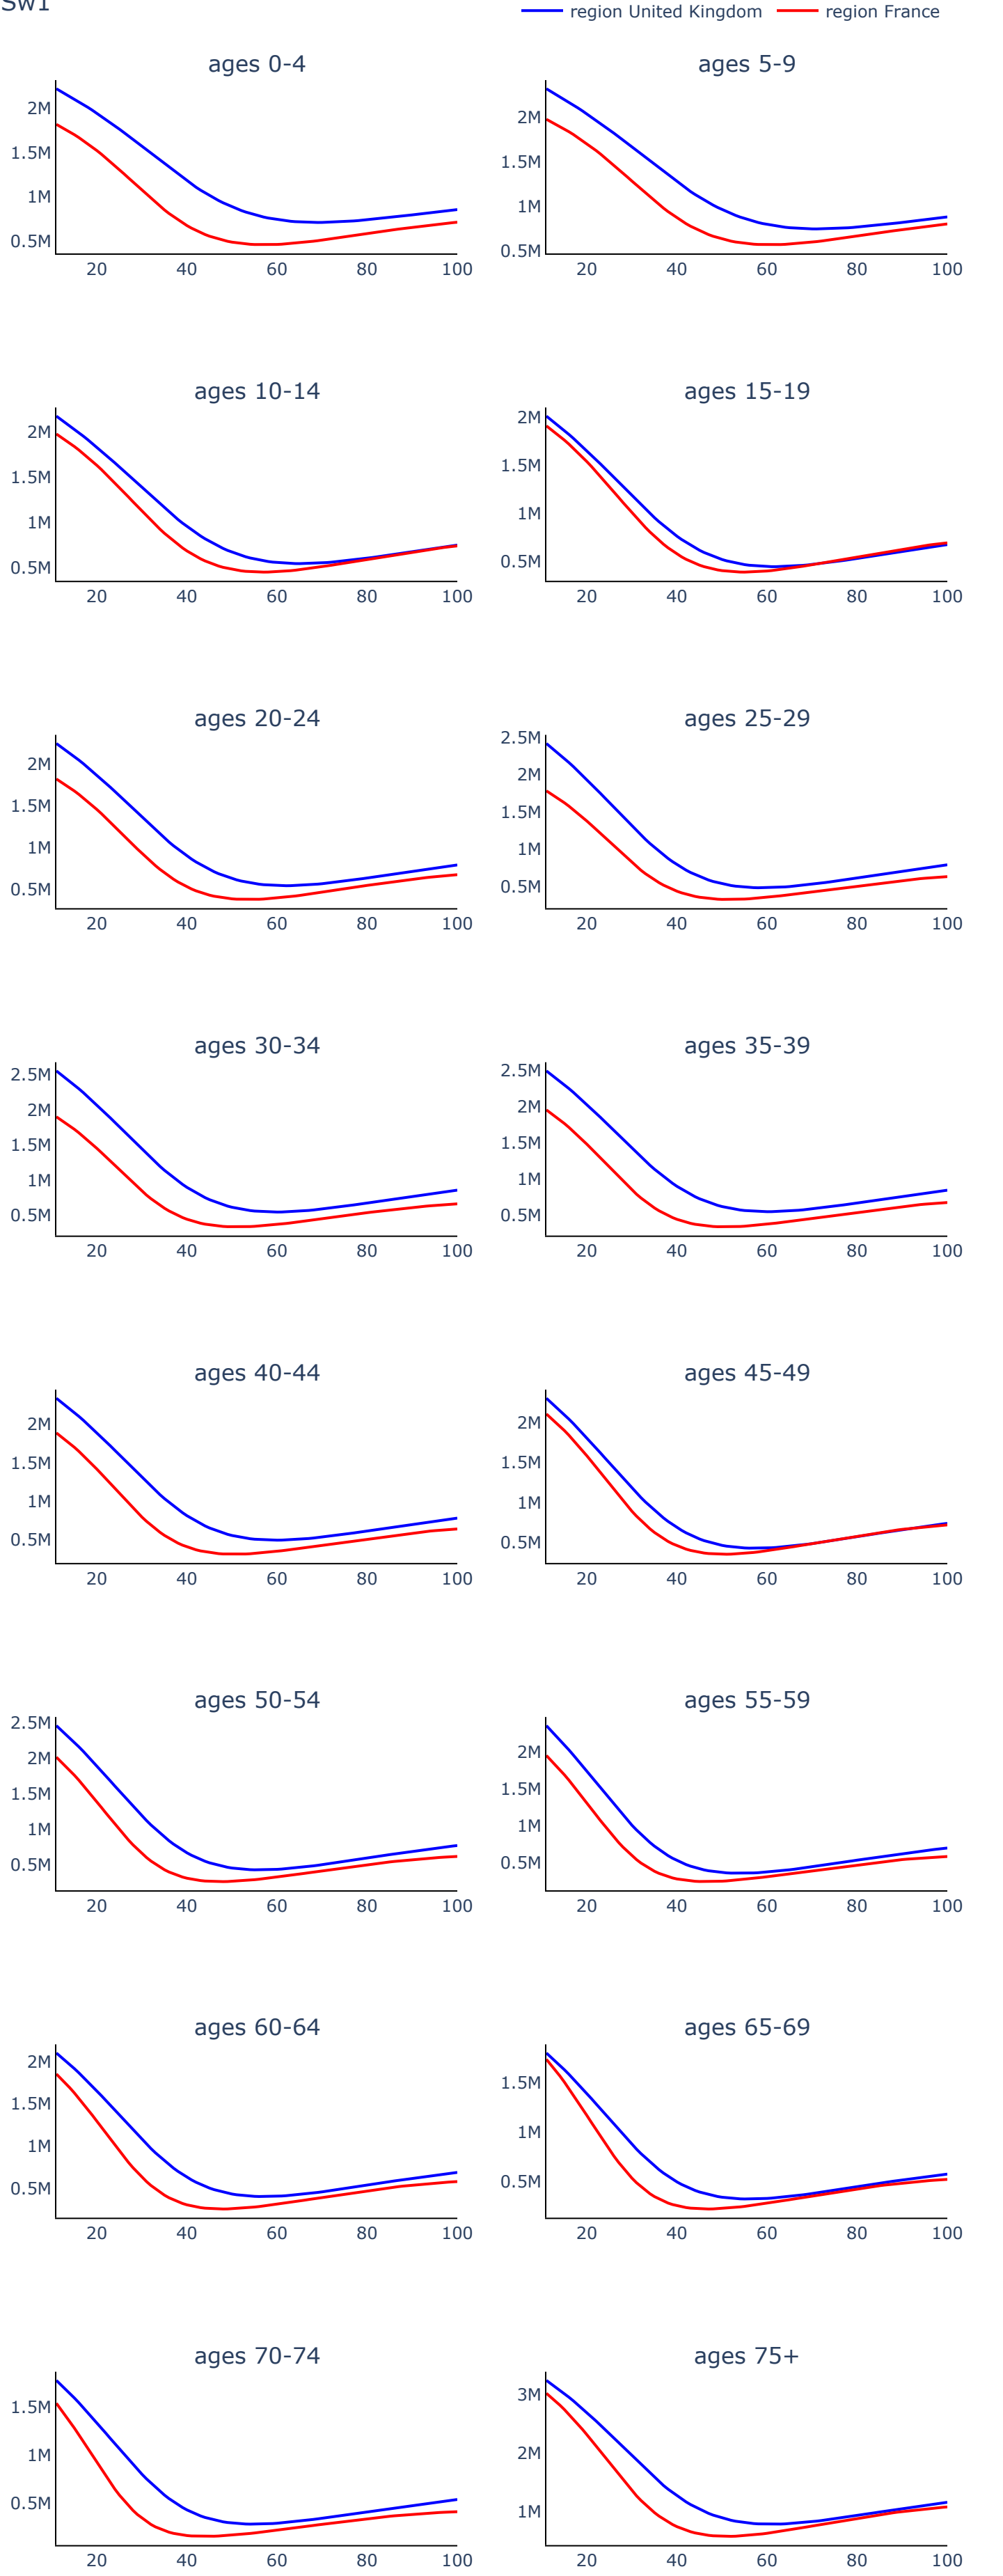 Sw1
region United Kingdom region France
ages 0-4 ages 5-9
2M
1.5M
1M
0.5M
20 40 60 80 100
2M
1.5M
1M
0.5M
20 40 60 80 100
ages 10-14 ages 15-19
2M
1.5M
1M
0.5M
20 40 60 80 100
2M
1.5M
1M
0.5M
20 40 60 80 100
ages 20-24 ages 25-29
2M
1.5M
1M
0.5M
20 40 60 80 100
2.5M
2M
1.5M
1M
0.5M
20 40 60 80 100
ages 30-34 ages 35-39
2.5M
2M
1.5M
1M
0.5M
20 40 60 80 100
2.5M
2M
1.5M
1M
0.5M
20 40 60 80 100
ages 40-44 ages 45-49
2M
1.5M
1M
0.5M
20 40 60 80 100
2M
1.5M
1M
0.5M
20 40 60 80 100
ages 50-54 ages 55-59
2.5M
2M
1.5M
1M
0.5M
20 40 60 80 100
2M
1.5M
1M
0.5M
20 40 60 80 100
ages 60-64 ages 65-69
2M
1.5M
1M
0.5M
20 40 60 80 100
1.5M
1M
0.5M
20 40 60 80 100
ages 70-74 ages 75+
1.5M
1M
0.5M
20 40 60 80 100
3M
2M
1M
20 40 60 80 100